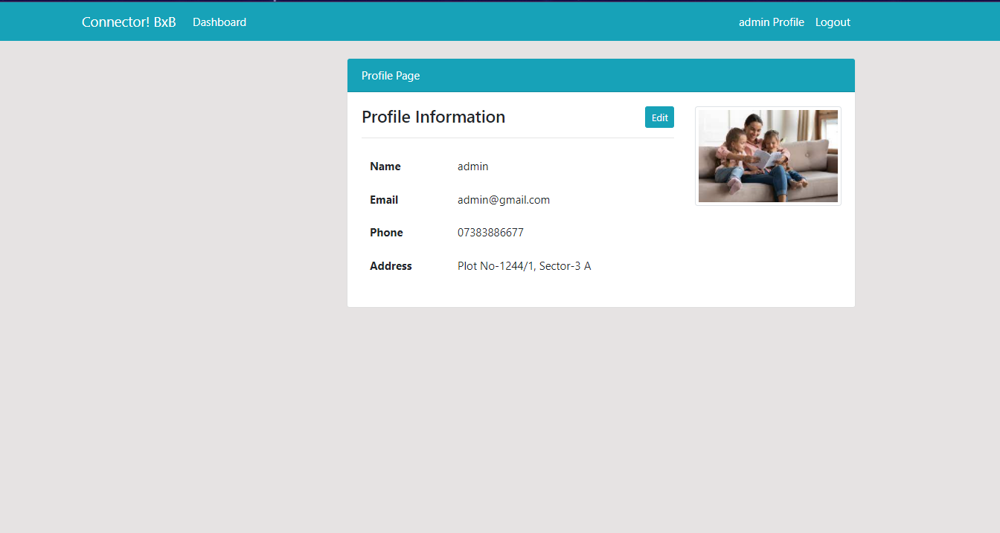 Connector! BxB Dashboard admin Profile Logout
Profile Page
Profile Information Edit
Name admin
Email admin@gmail.com
Phone 07383886677
Address Plot No-1244/1, Sector-3 A